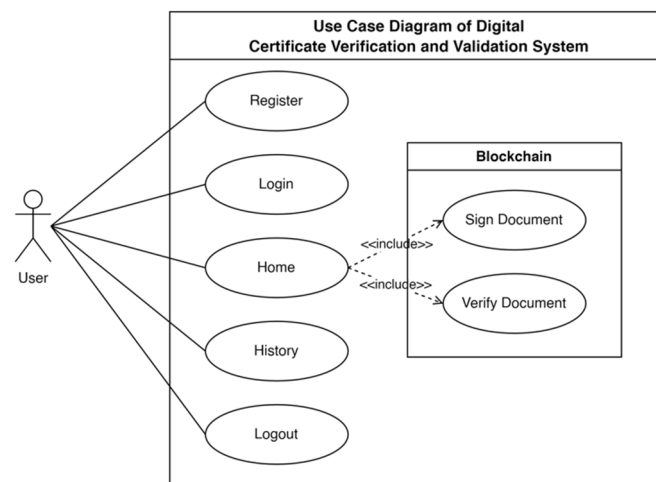 Use Case Diagram of Digital
Certificate Verification and Validation System
Register
Blockchain
Login
Sign Document
<<include>>
Home
User
<<include>>
Verify Document
History
Logout